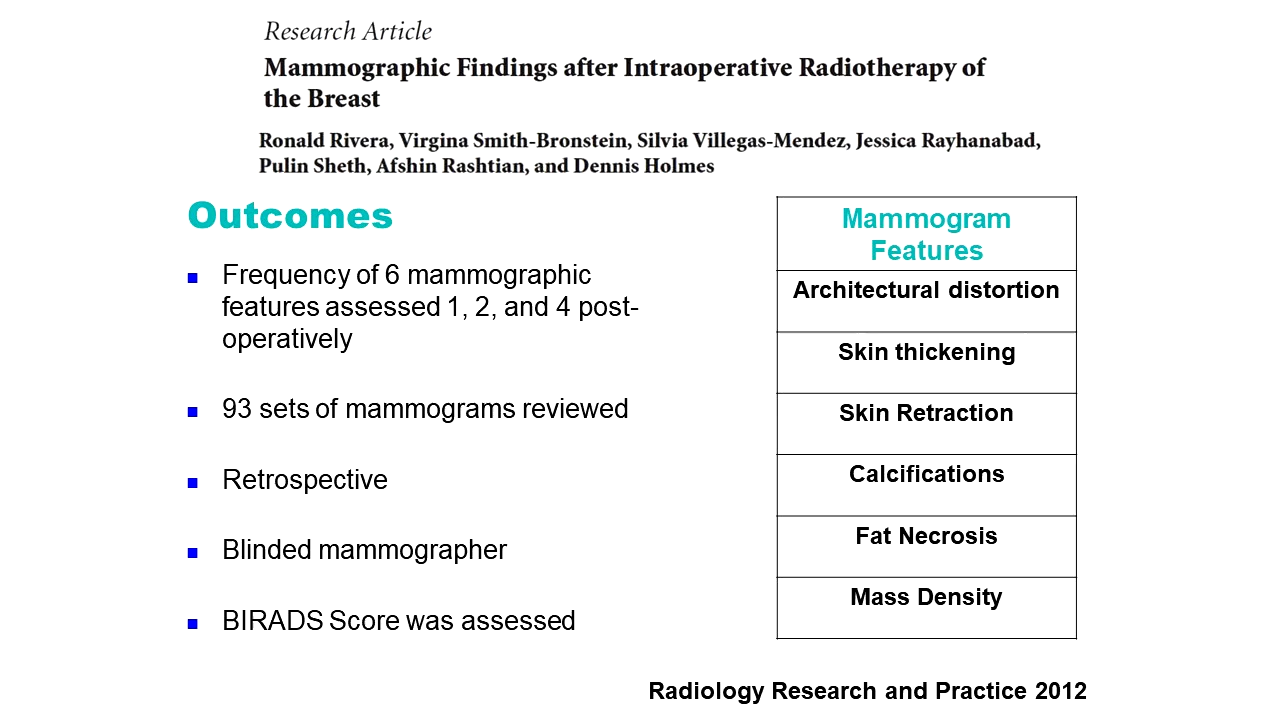 Research Article
Mammographic Findings after Intraoperative Radiotherapy of
the Breast
Ronald Rivera, Virgina Smith-Bronstein, Silvia Villegas-Mendez, Jessica Rayhanabad,
Pulin Sheth, Afshin Rashtian, and Dennis Holmes
Outcomes
Frequency of 6 mammographic
features assessed 1, 2, and 4 post-
operatively
93 sets of mammograms reviewed
Retrospective
Blinded mammographer
BIRADS Score was assessed
Mammogram
Features
Architectural distortion
Skin thickening
Skin Retraction
Calcifications
Fat Necrosis
Mass Density
Radiology Research and Practice 2012